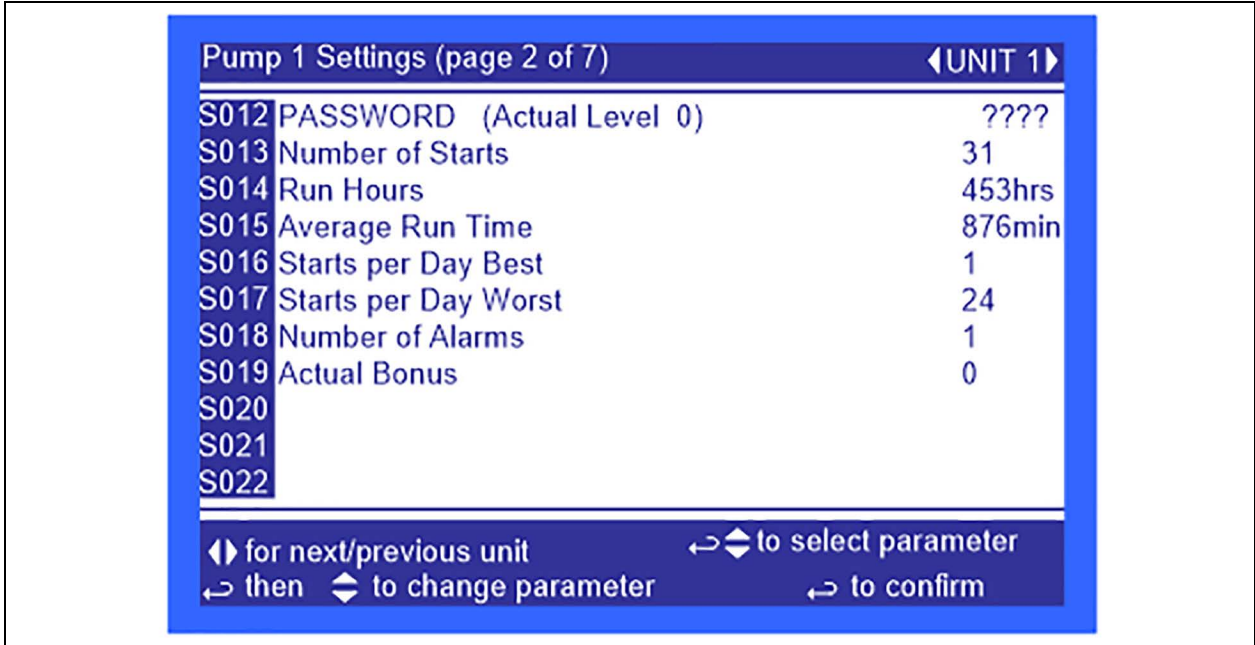 Pump 1 Settings (page 2 of 7) UNIT 1
S012 PASSWORD (Actual Level 0) ????
S013 Number of Starts 31
S014 Run Hours 453hrs
S015 Average Run Time 876min
S016 Starts per Day Best 1
S017 Starts per Day Worst 24
S018 Number of Alarms 1
S019 Actual Bonus 0
S020
S021
S022
for next/previous unit to select parameter
then to change parameter to confirm